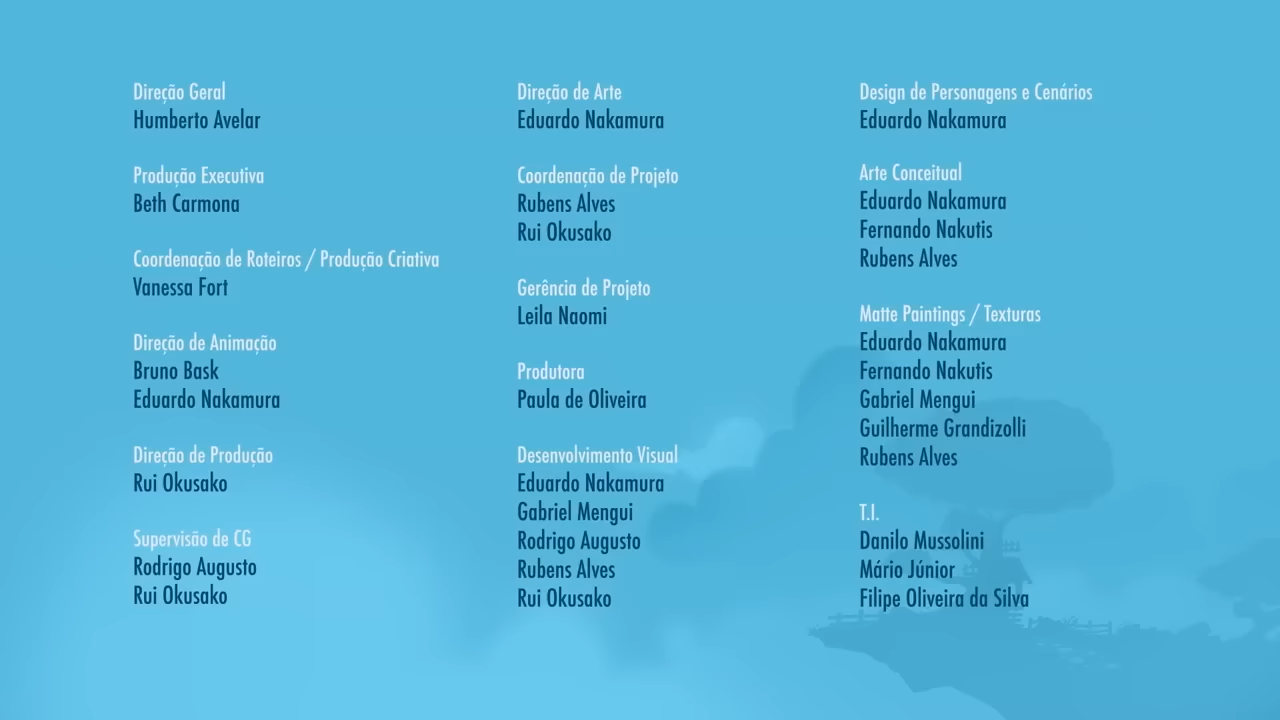 Direção Geral
Humberto Avelar
Produção Executiva
Beth Carmona
Coordenação de Roteiros / Produção Criativa
Vanessa Fort
Direção de Animação
Bruno Bask
Eduardo Nakamura
Direção de Produção
Rui Okusako
Supervisão de CG
Rodrigo Augusto
Rui Okusako
Direção de Arte
Eduardo Nakamura
Coordenação de Projeto
Rubens Alves
Rui Okusako
Gerência de Projeto
Leila Naomi
Produtora
Paula de Oliveira
Desenvolvimento Visual
Eduardo Nakamura
Gabriel Mengui
Rodrigo Augusto
Rubens Alves
Rui Okusako
Design de Personagens e Cenários
Eduardo Nakamura
Arte Conceitual
Eduardo Nakamura
Fernando Nakutis
Rubens Alves
Matte Paintings / Texturas
Eduardo Nakamura
Fernando Nakutis
Gabriel Mengui
Guilherme Grandizolli
Rubens Alves
T.I.
Danilo Mussolini
Mário Júnior
Filipe Oliveira da Silva